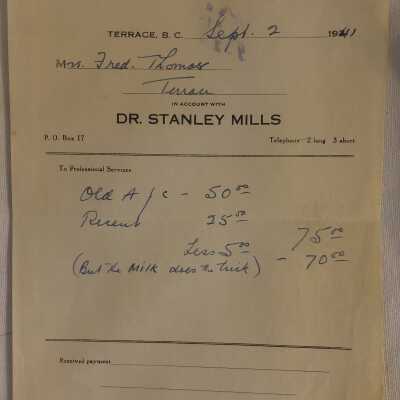 TERRACE, B. C. Sept. 2 1941
Mrs. Fred. Thomas
Terrace
IN ACCOUNT WITH
DR. STANLEY MILLS
P. O. Box 17 Telephone—2 long 3 short
To Professional Services
Old A/c - 50.00
Recent 25.00
75.00
Less 5.00
(But the Milk does the trick) - 70.00
Received payment